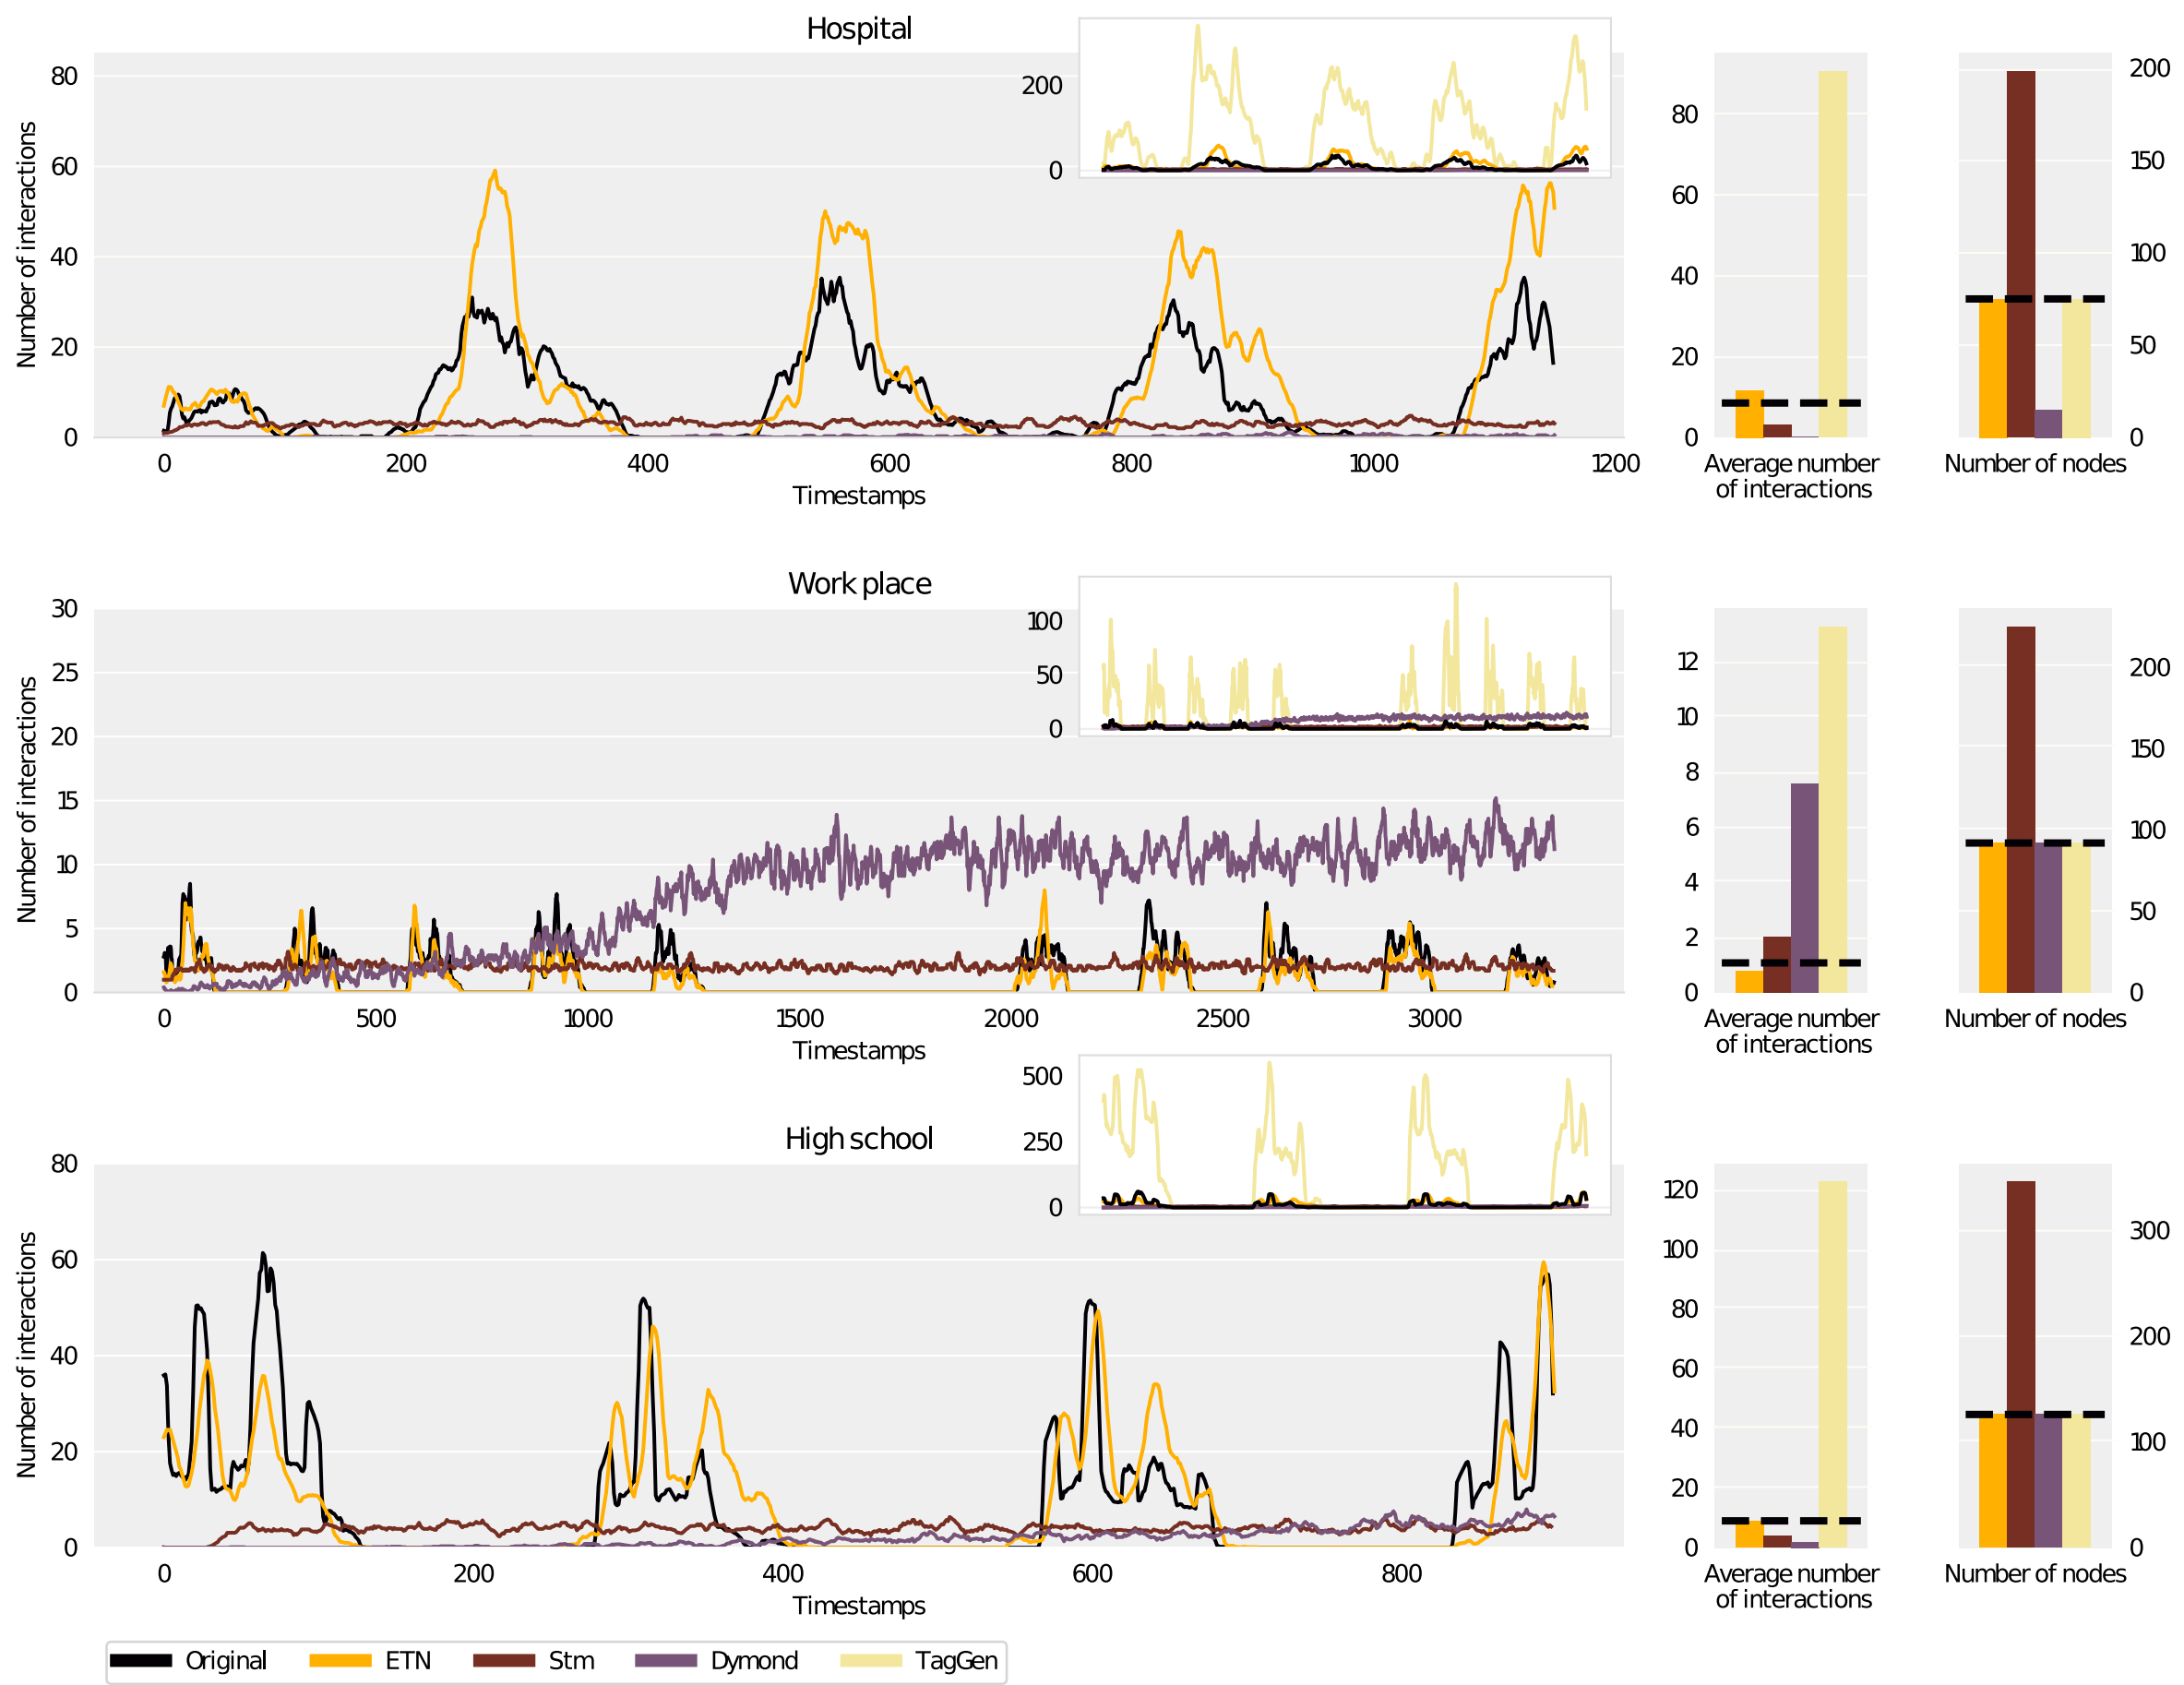 Hospital
Number of interactions
80
60
40
20
0
0 200 400 600 800 1000 1200
Timestamps
200
0
80
60
40
20
0
Average number
of interactions
200
150
100
50
0
Number of nodes
Work place
Number of interactions
30
25
20
15
10
5
0
0 500 1000 1500 2000 2500 3000
Timestamps
100
50
0
12
10
8
6
4
2
0
Average number
of interactions
200
150
100
50
0
Number of nodes
High school
Number of interactions
80
60
40
20
0
0 200 400 600 800
Timestamps
500
250
0
120
100
80
60
40
20
0
Average number
of interactions
300
200
100
0
Number of nodes
Original ETN Stm Dymond TagGen